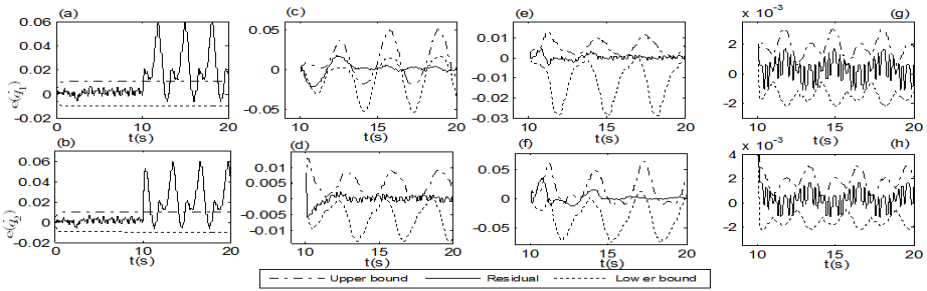 (a) (c) (e) x 10⁻³ (g)
0.06 0.04 0.02 0 -0.02
0.05 0 -0.05
0.01 0 -0.01 -0.02 -0.03
4 2 0 -2
e(q̇1)
0 10 20
10 15 20
10 15 20
10 15 20
t(s) t(s) t(s) t(s)
(b) (d) (f) x 10⁻³ (h)
0.06 0.04 0.02 0 -0.02
0.01 0.005 0 -0.005 -0.01
0.05 0 -0.05
4 2 0 -2
e(q̇2)
0 10 20
10 15 20
10 15 20
10 15 20
t(s) t(s) t(s) t(s)
Upper bound Residual Lower bound